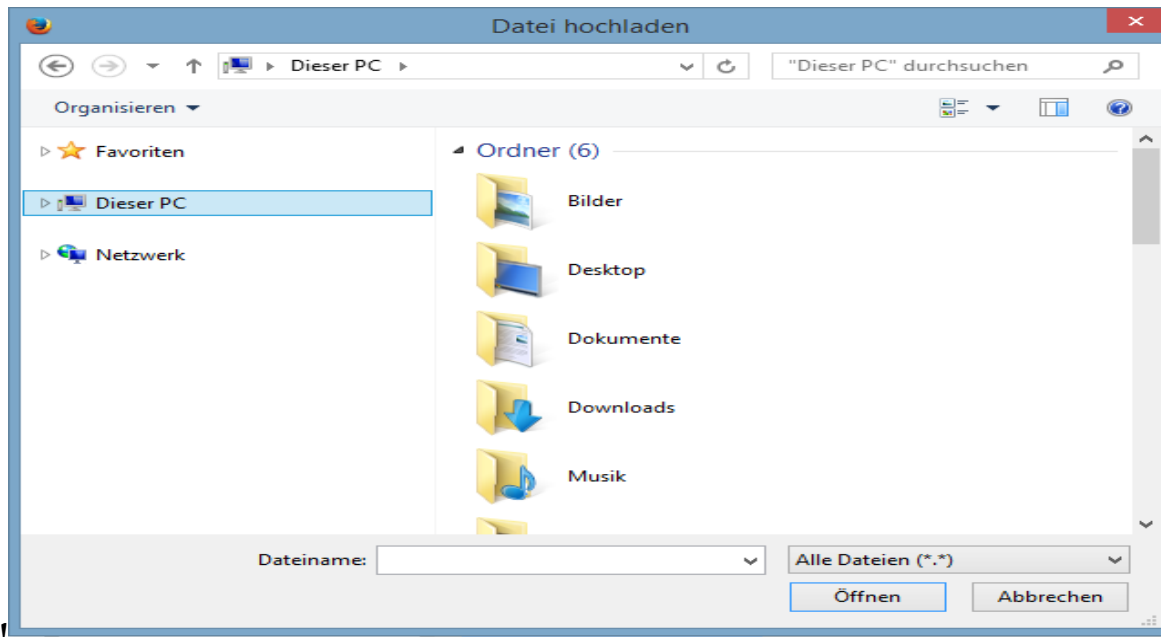 Datei hochladen
Dieser PC
"Dieser PC" durchsuchen
Organisieren
Favoriten
Dieser PC
Netzwerk
Ordner (6)
Bilder
Desktop
Dokumente
Downloads
Musik
Dateiname:
Alle Dateien (*.*)
Öffnen
Abbrechen